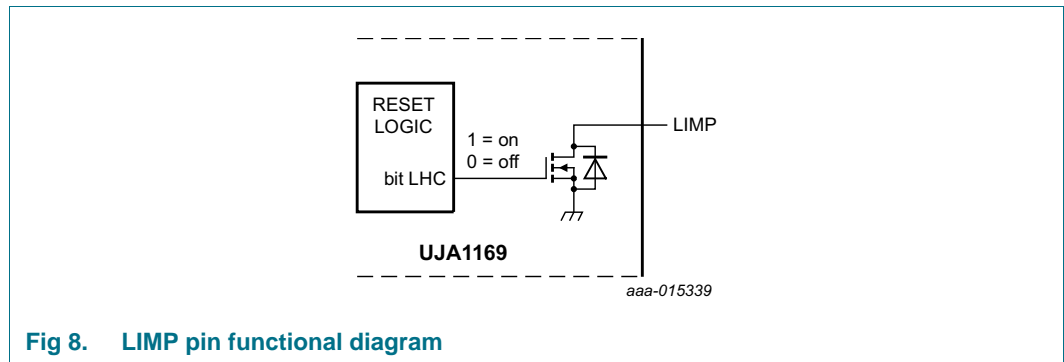 RESET
LOGIC
1 = on
0 = off
bit LHC
LIMP
UJA1169
aaa-015339
Fig 8. LIMP pin functional diagram